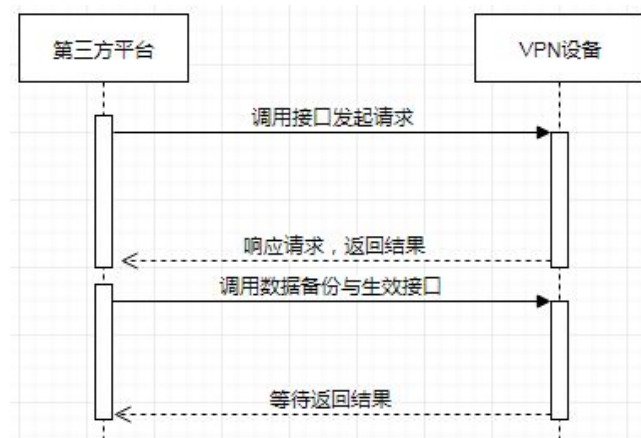 第三方平台
VPN设备
调用接口发起请求
响应请求，返回结果
调用数据备份与生效接口
等待返回结果